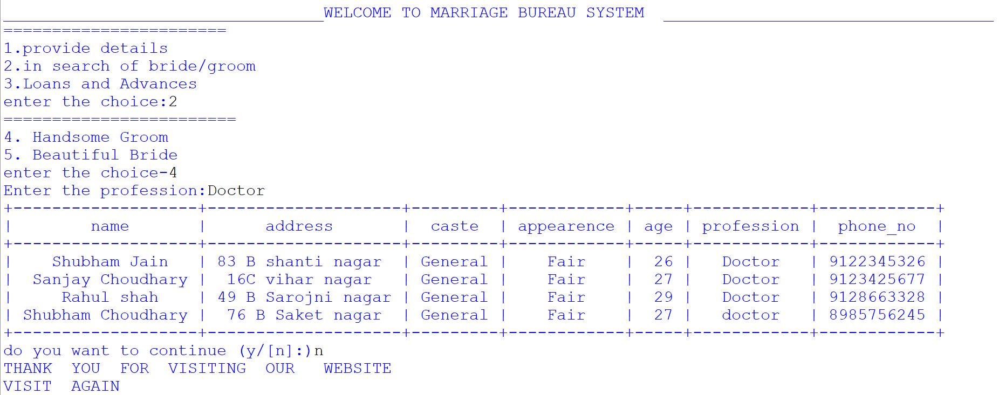 _________________________________WELCOME TO MARRIAGE BUREAU SYSTEM  __________________________________
=======================
1.provide details
2.in search of bride/groom
3.Loans and Advances
enter the choice:2
========================
4. Handsome Groom
5. Beautiful Bride
enter the choice-4
Enter the profession:Doctor
+-------------------+--------------------+---------+------------+-----+------------+------------+
|        name       |      address       |  caste  | appearence | age | profession |  phone_no  |
+-------------------+--------------------+---------+------------+-----+------------+------------+
|    Shubham Jain   | 83 B shanti nagar  | General |    Fair    |  26 |   Doctor   | 9122345326 |
|  Sanjay Choudhary |  16C vihar nagar   | General |    Fair    |  27 |   Doctor   | 9123425677 |
|     Rahul shah    | 49 B Sarojni nagar | General |    Fair    |  29 |   Doctor   | 9128663328 |
| Shubham Choudhary |  76 B Saket nagar  | General |    Fair    |  27 |   doctor   | 8985756245 |
+-------------------+--------------------+---------+------------+-----+------------+------------+
do you want to continue (y/[n]:)n
THANK  YOU  FOR  VISITING  OUR   WEBSITE
VISIT  AGAIN